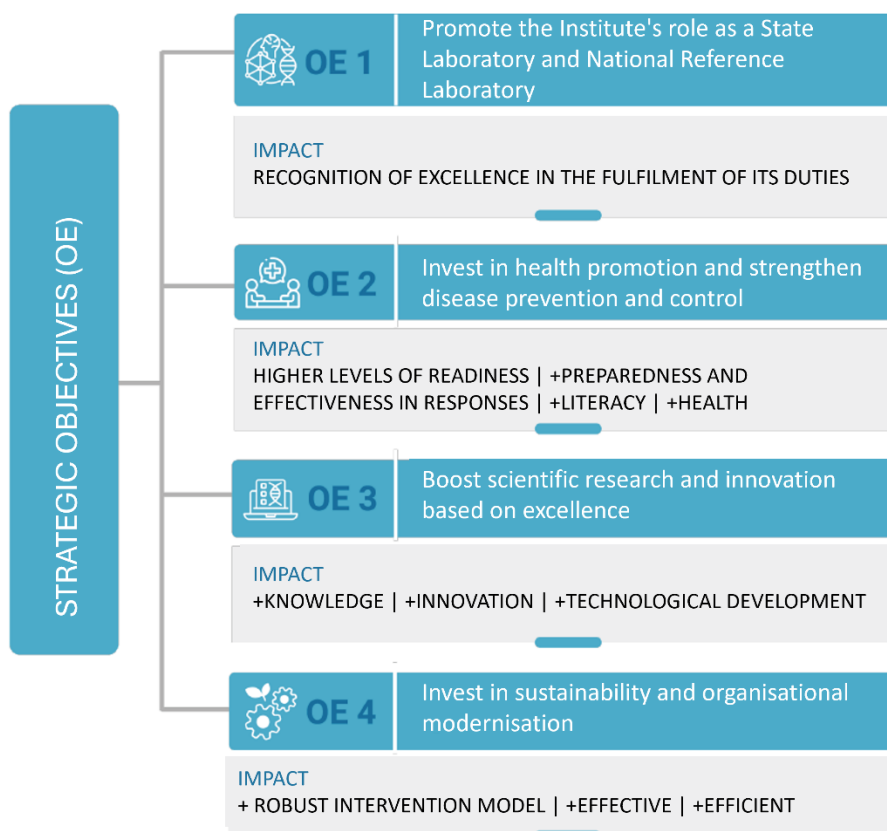 STRATEGIC OBJECTIVES (OE)
OE 1
Promote the Institute's role as a State
Laboratory and National Reference
Laboratory
IMPACT
RECOGNITION OF EXCELLENCE IN THE FULFILMENT OF ITS DUTIES
OE 2
Invest in health promotion and strengthen
disease prevention and control
IMPACT
HIGHER LEVELS OF READINESS | +PREPAREDNESS AND
EFFECTIVENESS IN RESPONSES | +LITERACY | +HEALTH
OE 3
Boost scientific research and innovation
based on excellence
IMPACT
+KNOWLEDGE | +INNOVATION | +TECHNOLOGICAL DEVELOPMENT
OE 4
Invest in sustainability and organisational
modernisation
IMPACT
+ ROBUST INTERVENTION MODEL | +EFFECTIVE | +EFFICIENT